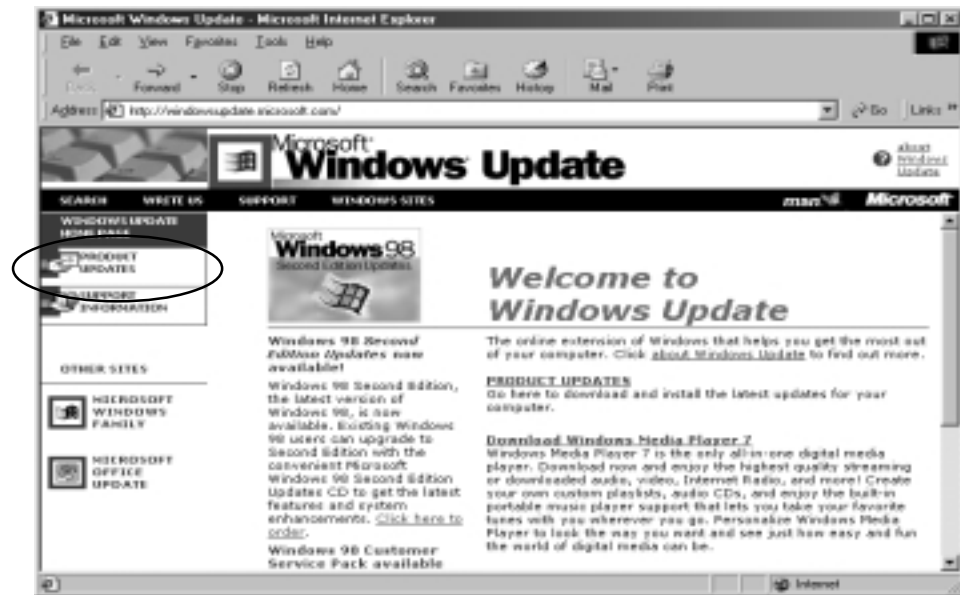 Microsoft Windows Update - Microsoft Internet Explorer
File Edit View Favorites Tools Help
Back Forward Stop Refresh Home Search Favorites History Mail Print
Address http://windowsupdate.microsoft.com/ Go Links »
Microsoft
Windows Update
about
Windows
Update
SEARCH WRITE US SUPPORT WINDOWS SITES msn Microsoft
WINDOWS UPDATE
HOME PAGE
PRODUCT
UPDATES
SUPPORT
INFORMATION
OTHER SITES
MICROSOFT
WINDOWS
FAMILY
MICROSOFT
OFFICE
UPDATE
Microsoft
Windows 98
Second Edition Updates
Windows 98 Second
Edition Updates now
available!
Windows 98 Second Edition,
the latest version of
Windows 98, is now
available. Existing Windows
98 users can upgrade to
Second Edition with the
convenient Microsoft
Windows 98 Second Edition
Updates CD to get the latest
features and system
enhancements. Click here to
order.
Windows 98 Customer
Service Pack available
Welcome to
Windows Update
The online extension of Windows that helps you get the most out
of your computer. Click about Windows Update to find out more.
PRODUCT UPDATES
Go here to download and install the latest updates for your
computer.
Download Windows Media Player 7
Windows Media Player 7 is the only all-in-one digital media
player. Download now and enjoy the highest quality streaming
or downloaded audio, video, Internet Radio, and more! Create
your own custom playlists, audio CDs, and enjoy the built-in
portable music player support that lets you take your favorite
tunes with you wherever you go. Personalize Windows Media
Player to look the way you want and see just how easy and fun
the world of digital media can be.
Internet